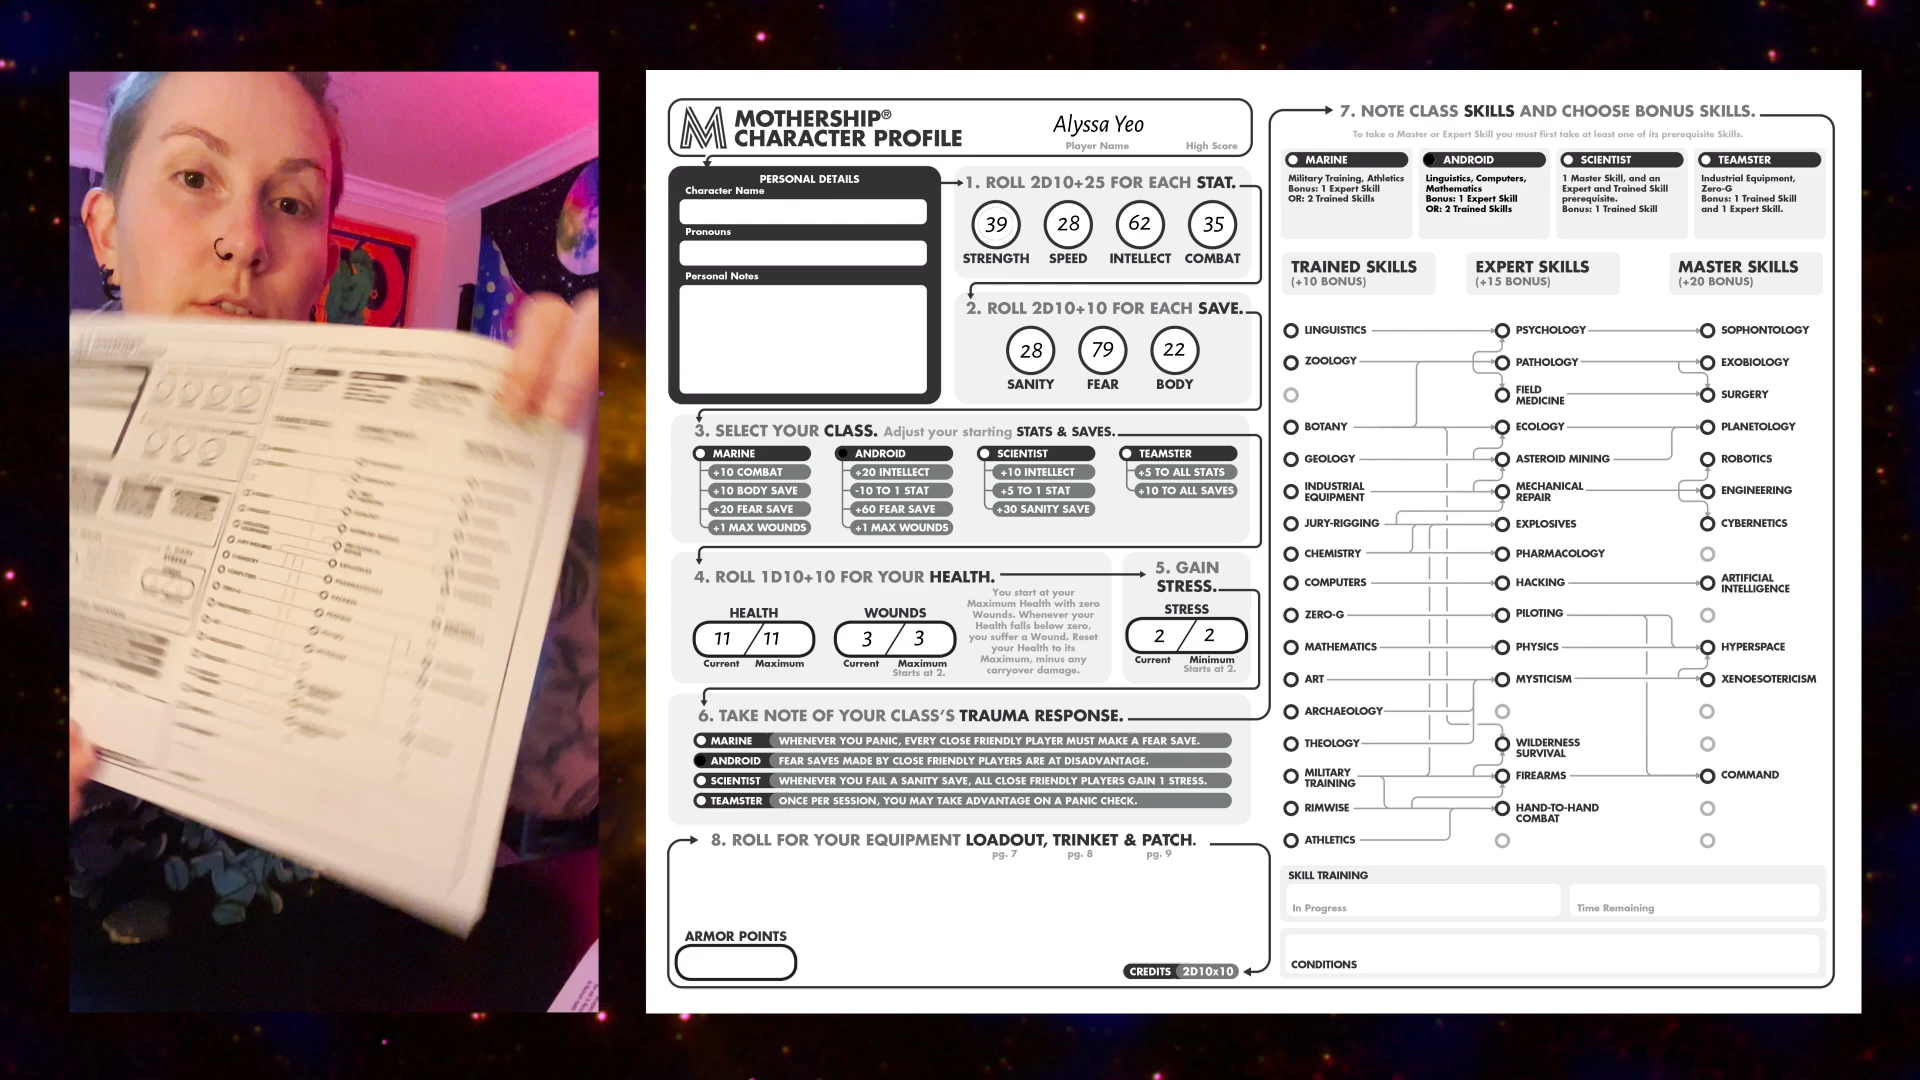 MOTHERSHIP®
CHARACTER PROFILE
Alyssa Yeo
Player Name
High Score
PERSONAL DETAILS
Character Name
Pronouns
Personal Notes
1. ROLL 2D10+25 FOR EACH STAT.
39 28 62 35
STRENGTH SPEED INTELLECT COMBAT
2. ROLL 2D10+10 FOR EACH SAVE.
28 79 22
SANITY FEAR BODY
3. SELECT YOUR CLASS. Adjust your starting STATS & SAVES.
MARINE
+10 COMBAT
+10 BODY SAVE
+20 FEAR SAVE
+1 MAX WOUNDS
ANDROID
+20 INTELLECT
-10 TO 1 STAT
+60 FEAR SAVE
+1 MAX WOUNDS
SCIENTIST
+10 INTELLECT
+5 TO 1 STAT
+30 SANITY SAVE
TEAMSTER
+5 TO ALL STATS
+10 TO ALL SAVES
4. ROLL 1D10+10 FOR YOUR HEALTH.
HEALTH
11 / 11
Current Maximum
WOUNDS
3 / 3
Current Maximum
Starts at 2.
You start at your
Maximum Health with zero
Wounds. Whenever your
Health falls below zero,
you suffer a Wound. Reset
your Health to its
Maximum, minus any
carryover damage.
5. GAIN
STRESS.
STRESS
2 / 2
Current Minimum
Starts at 2.
6. TAKE NOTE OF YOUR CLASS'S TRAUMA RESPONSE.
MARINE WHENEVER YOU PANIC, EVERY CLOSE FRIENDLY PLAYER MUST MAKE A FEAR SAVE.
ANDROID FEAR SAVES MADE BY CLOSE FRIENDLY PLAYERS ARE AT DISADVANTAGE.
SCIENTIST WHENEVER YOU FAIL A SANITY SAVE, ALL CLOSE FRIENDLY PLAYERS GAIN 1 STRESS.
TEAMSTER ONCE PER SESSION, YOU MAY TAKE ADVANTAGE ON A PANIC CHECK.
8. ROLL FOR YOUR EQUIPMENT LOADOUT, TRINKET & PATCH.
pg. 7 pg. 8 pg. 9
ARMOR POINTS
CREDITS 2D10x10
7. NOTE CLASS SKILLS AND CHOOSE BONUS SKILLS.
To take a Master or Expert Skill you must first take at least one of its prerequisite Skills.
MARINE
Military Training, Athletics
Bonus: 1 Expert Skill
OR: 2 Trained Skills
ANDROID
Linguistics, Computers,
Mathematics
Bonus: 1 Expert Skill
OR: 2 Trained Skills
SCIENTIST
1 Master Skill, and an
Expert and Trained Skill
prerequisite.
Bonus: 1 Trained Skill
TEAMSTER
Industrial Equipment,
Zero-G
Bonus: 1 Trained Skill
and 1 Expert Skill.
TRAINED SKILLS
(+10 BONUS)
LINGUISTICS
ZOOLOGY
BOTANY
GEOLOGY
INDUSTRIAL
EQUIPMENT
JURY-RIGGING
CHEMISTRY
COMPUTERS
ZERO-G
MATHEMATICS
ART
ARCHAEOLOGY
THEOLOGY
MILITARY
TRAINING
RIMWISE
ATHLETICS
EXPERT SKILLS
(+15 BONUS)
PSYCHOLOGY
PATHOLOGY
FIELD
MEDICINE
ECOLOGY
ASTEROID MINING
MECHANICAL
REPAIR
EXPLOSIVES
PHARMACOLOGY
HACKING
PILOTING
PHYSICS
MYSTICISM
WILDERNESS
SURVIVAL
FIREARMS
HAND-TO-HAND
COMBAT
MASTER SKILLS
(+20 BONUS)
SOPHONTOLOGY
EXOBIOLOGY
SURGERY
PLANETOLOGY
ROBOTICS
ENGINEERING
CYBERNETICS
ARTIFICIAL
INTELLIGENCE
HYPERSPACE
XENOESOTERICISM
COMMAND
SKILL TRAINING
In Progress
Time Remaining
CONDITIONS